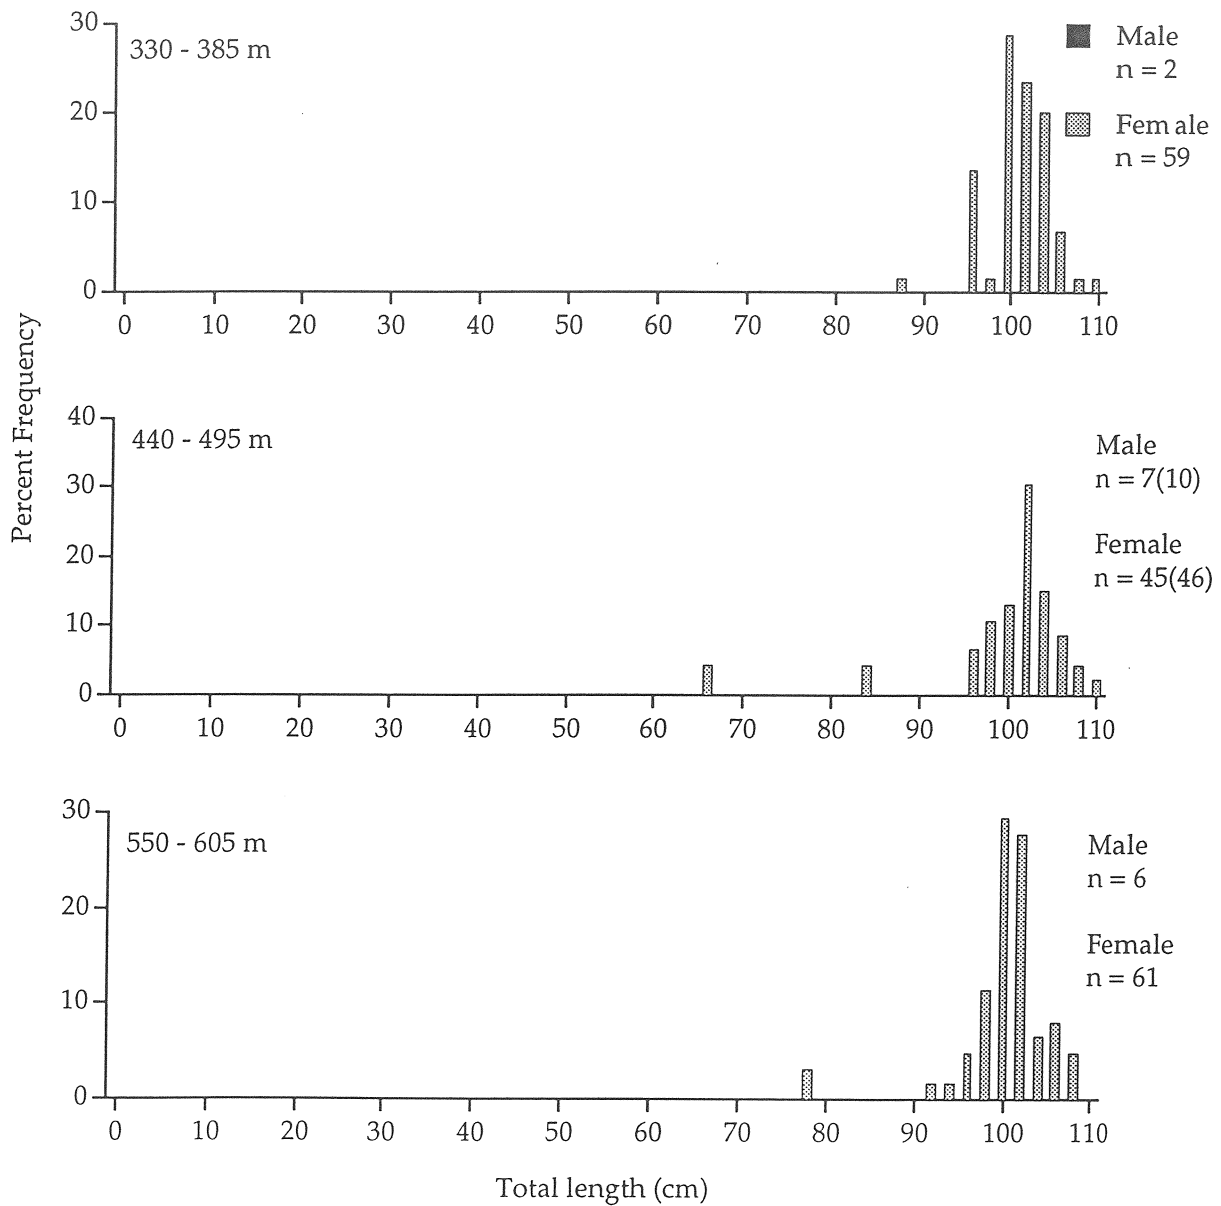 Percent Frequency
30
20
10
0
330 - 385 m
Male
n = 2
Female
n = 59
0 10 20 30 40 50 60 70 80 90 100 110
40
30
20
10
0
440 - 495 m
Male
n = 7(10)
Female
n = 45(46)
0 10 20 30 40 50 60 70 80 90 100 110
30
20
10
0
550 - 605 m
Male
n = 6
Female
n = 61
0 10 20 30 40 50 60 70 80 90 100 110
Total length (cm)